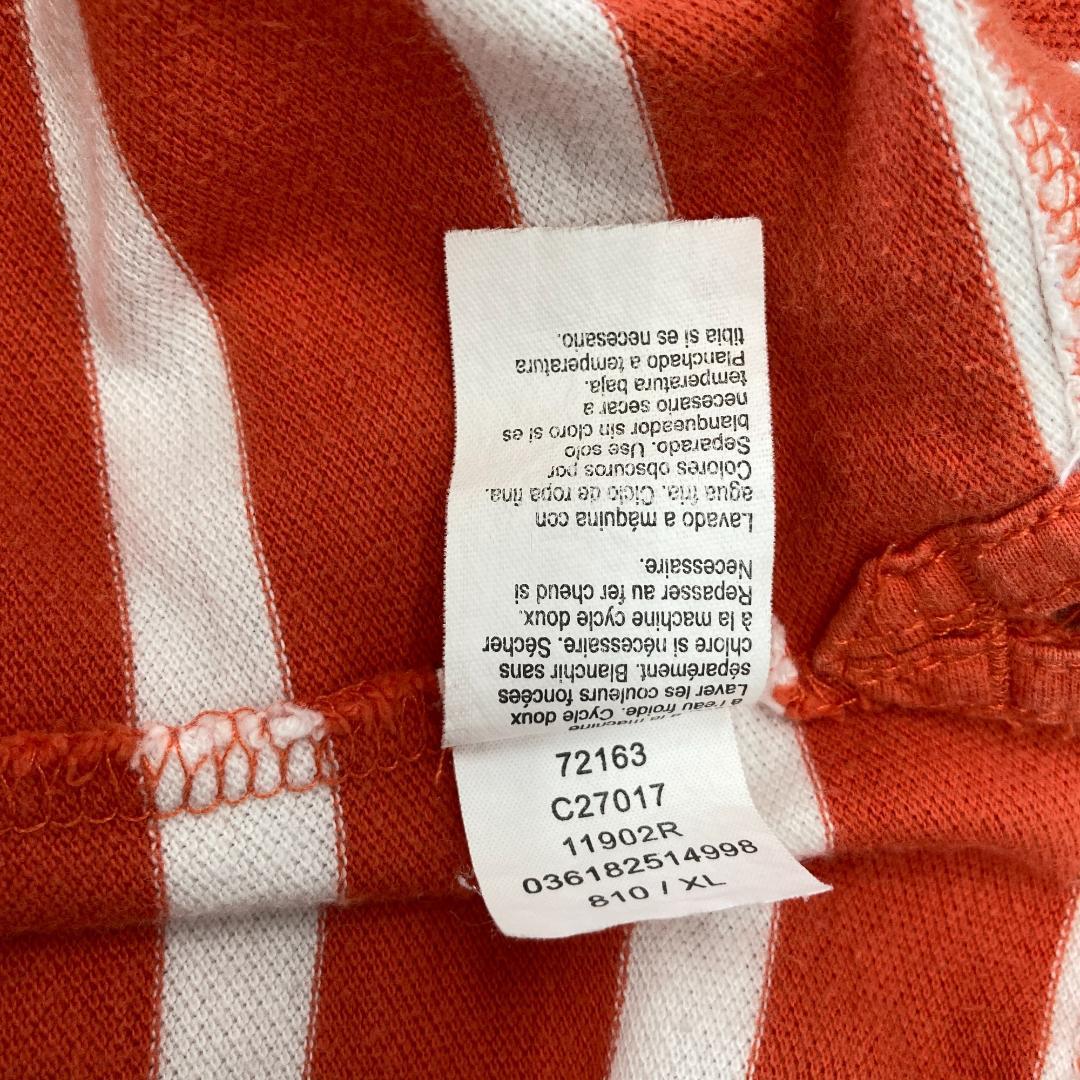 à la machine
à l'eau froide. Cycle doux
Laver les couleurs foncées
séparément. Blanchir sans
chlore si nécessaire. Sécher
à la machine cycle doux.
Repasser au fer cheud si
Necessaire.
Lavado a máquina con
agua fria. Ciclo de ropa fina.
Colores obscuros por
Separado. Use solo
blanqueador sin cloro si es
necesario secar a
temperatura baja.
Planchado a temperatura
tibia si es necesario.
72163
C27017
11902R
036182514998
810 / XL